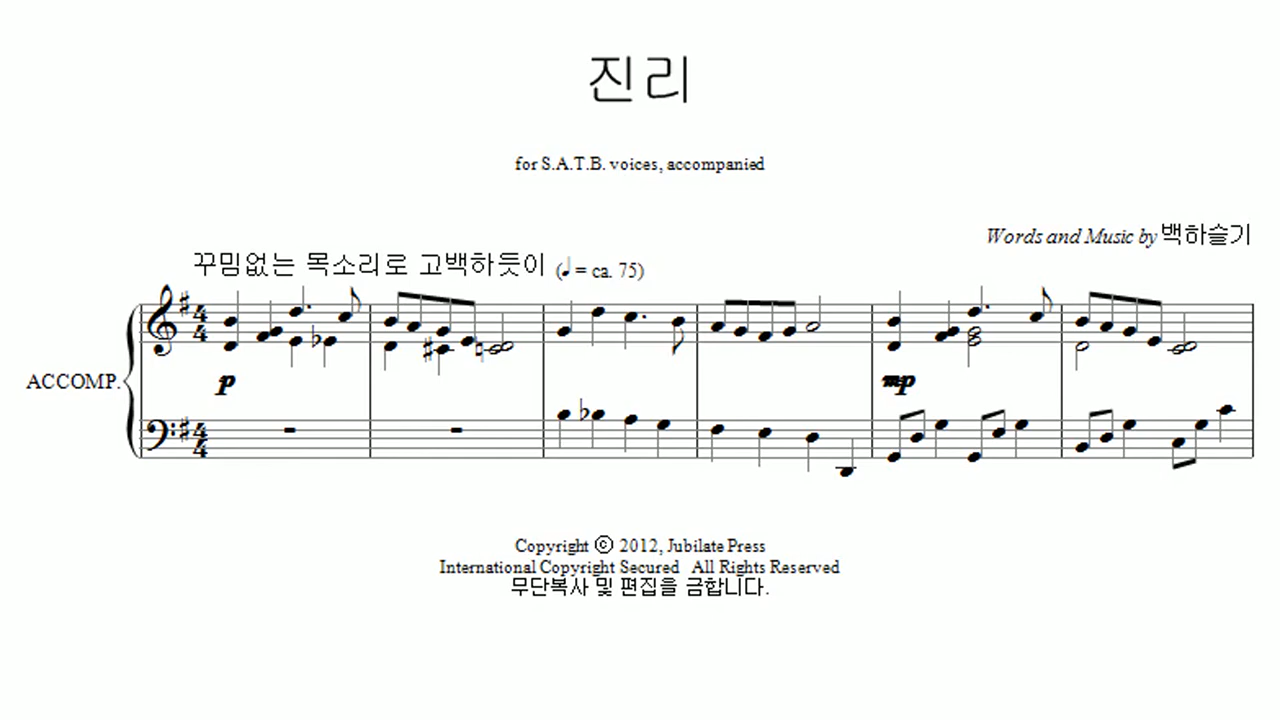 진리
for S.A.T.B. voices, accompanied
Words and Music by 백하슬기
꾸밈없는 목소리로 고백하듯이 (♩ = ca. 75)
ACCOMP.
p
mp
Copyright © 2012, Jubilate Press
International Copyright Secured All Rights Reserved
무단복사 및 편집을 금합니다.